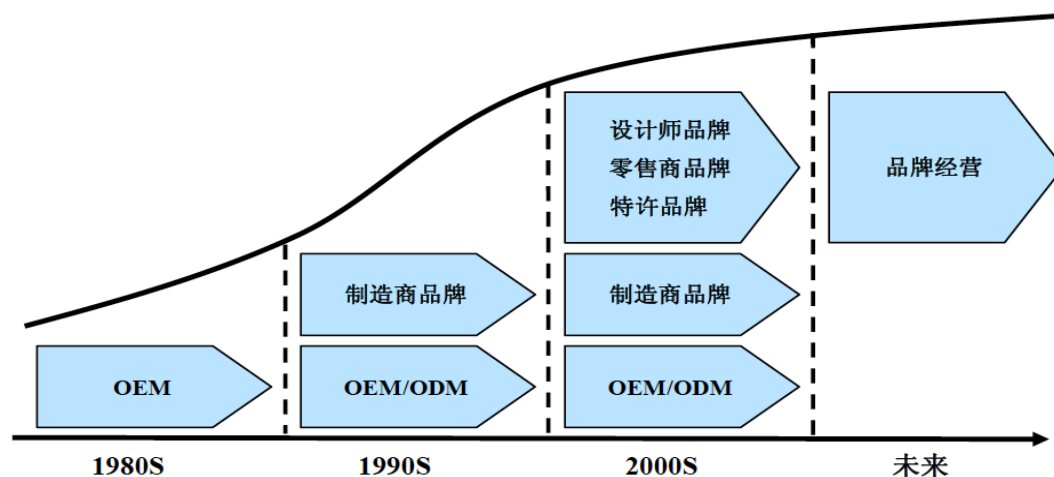 设计师品牌
零售商品牌
特许品牌
品牌经营
制造商品牌
制造商品牌
OEM
OEM/ODM
OEM/ODM
1980S
1990S
2000S
未来